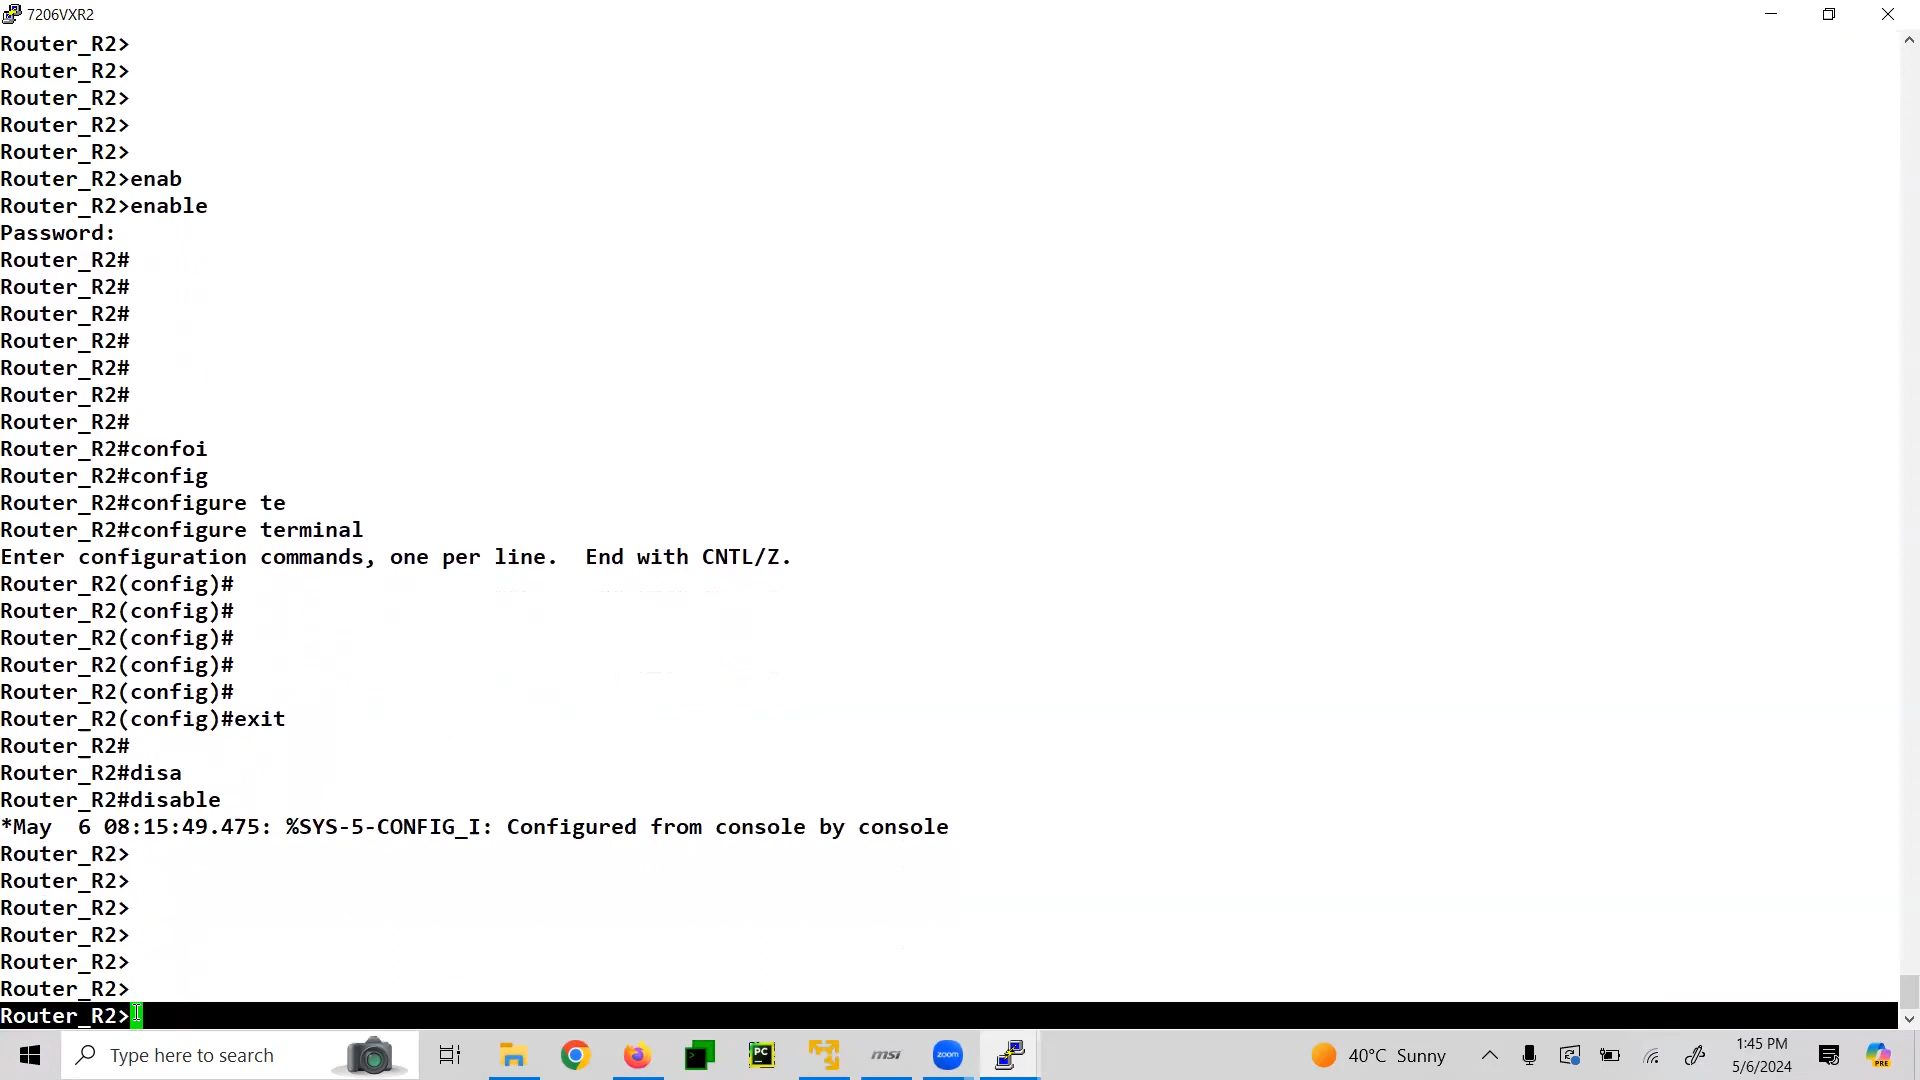 7206VXR2
Router_R2>
Router_R2>
Router_R2>
Router_R2>
Router_R2>
Router_R2>enab
Router_R2>enable
Password:
Router_R2#
Router_R2#
Router_R2#
Router_R2#
Router_R2#
Router_R2#
Router_R2#
Router_R2#confoi
Router_R2#config
Router_R2#configure te
Router_R2#configure terminal
Enter configuration commands, one per line.  End with CNTL/Z.
Router_R2(config)#
Router_R2(config)#
Router_R2(config)#
Router_R2(config)#
Router_R2(config)#
Router_R2(config)#exit
Router_R2#
Router_R2#disa
Router_R2#disable
*May  6 08:15:49.475: %SYS-5-CONFIG_I: Configured from console by console
Router_R2>
Router_R2>
Router_R2>
Router_R2>
Router_R2>
Router_R2>
Router_R2>
Type here to search
PC
msi
zoom
40°C Sunny
1:45 PM
5/6/2024
PRE